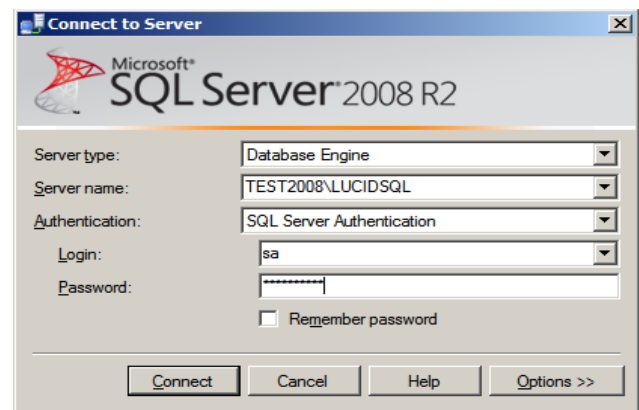 Connect to Server
Microsoft®
SQL Server® 2008 R2
Server type: Database Engine
Server name: TEST2008\LUCIDSQL
Authentication: SQL Server Authentication
Login: sa
Password: **********
Remember password
Connect Cancel Help Options >>